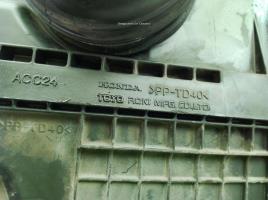 ACC24 HONDA >PP-TD40<
TOYO ROKI MFG. CO., LTD
>PP-TD40<